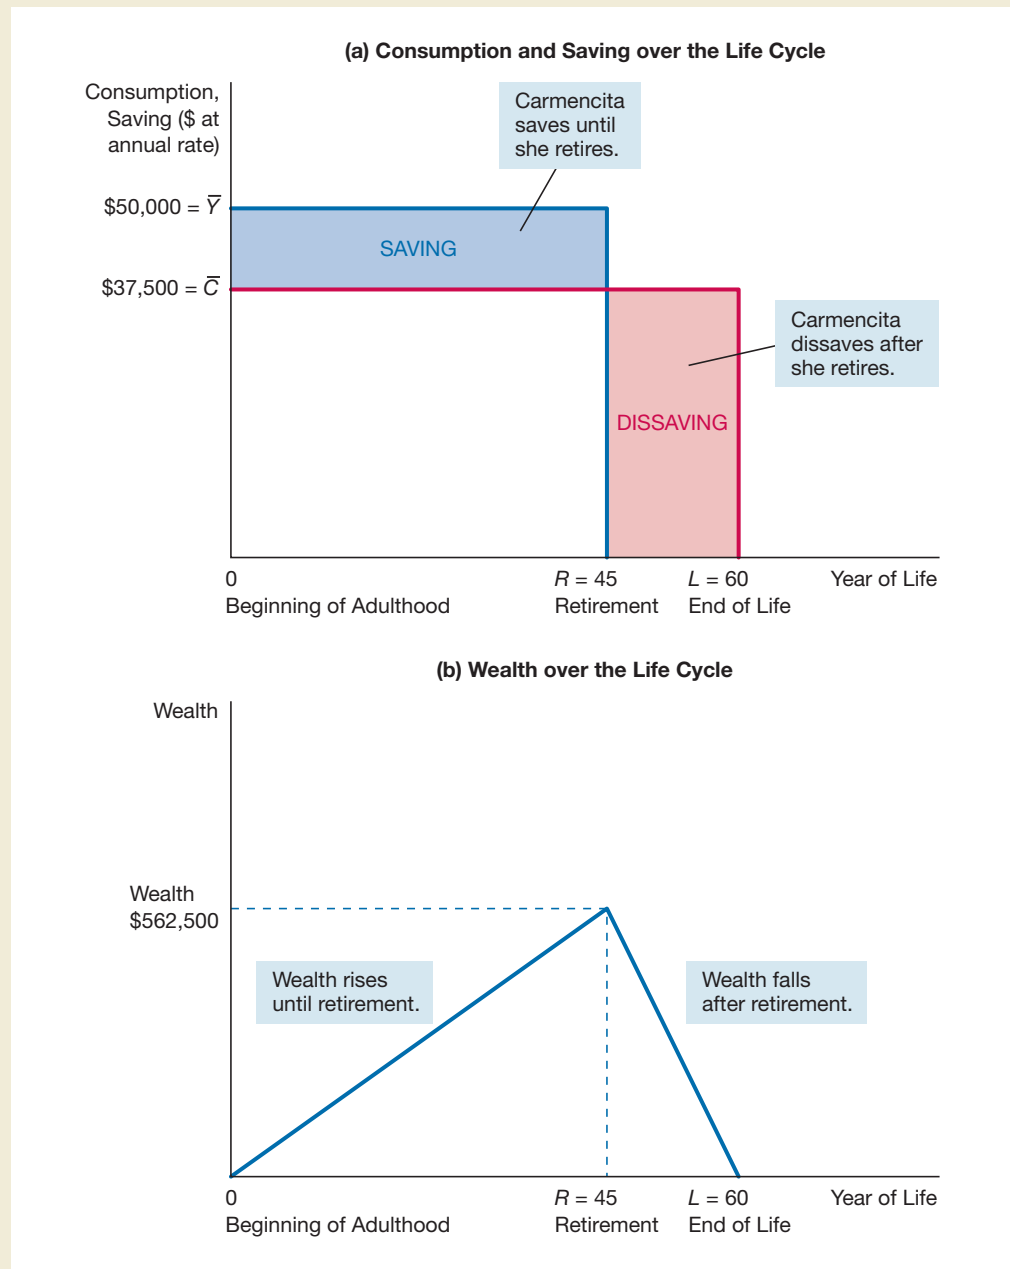 (a) Consumption and Saving over the Life Cycle
Consumption,
Saving ($ at
annual rate)
Carmencita
saves until
she retires.
$50,000 = Y̅
SAVING
$37,500 = C̅
Carmencita
dissaves after
she retires.
DISSAVING
0
R = 45
L = 60
Year of Life
Beginning of Adulthood
Retirement
End of Life
(b) Wealth over the Life Cycle
Wealth
Wealth
$562,500
Wealth rises
until retirement.
Wealth falls
after retirement.
0
R = 45
L = 60
Year of Life
Beginning of Adulthood
Retirement
End of Life